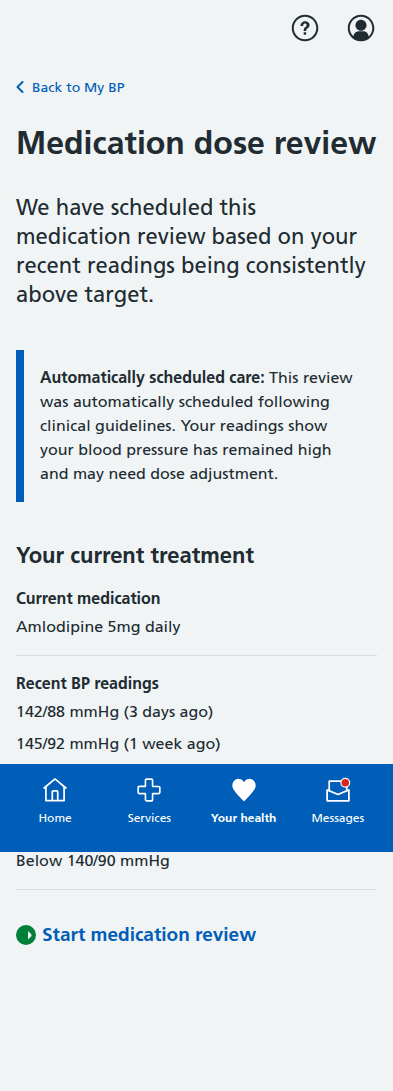 Back to My BP
Medication dose review
We have scheduled this
medication review based on your
recent readings being consistently
above target.
Automatically scheduled care: This review
was automatically scheduled following
clinical guidelines. Your readings show
your blood pressure has remained high
and may need dose adjustment.
Your current treatment
Current medication
Amlodipine 5mg daily
Recent BP readings
142/88 mmHg (3 days ago)
145/92 mmHg (1 week ago)
Home
Services
Your health
Messages
Below 140/90 mmHg
Start medication review